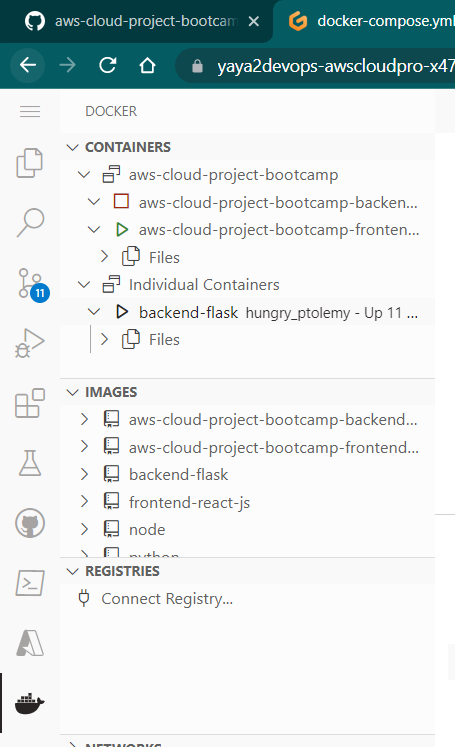 aws-cloud-project-bootcam
docker-compose.yml
yaya2devops-awscloudpro-x47
DOCKER
CONTAINERS
aws-cloud-project-bootcamp
aws-cloud-project-bootcamp-backen...
aws-cloud-project-bootcamp-fronten...
Files
Individual Containers
11
backend-flask hungry_ptolemy - Up 11 ...
Files
IMAGES
aws-cloud-project-bootcamp-backend...
aws-cloud-project-bootcamp-frontend...
backend-flask
frontend-react-js
node
python
REGISTRIES
Connect Registry...
NETWORKS